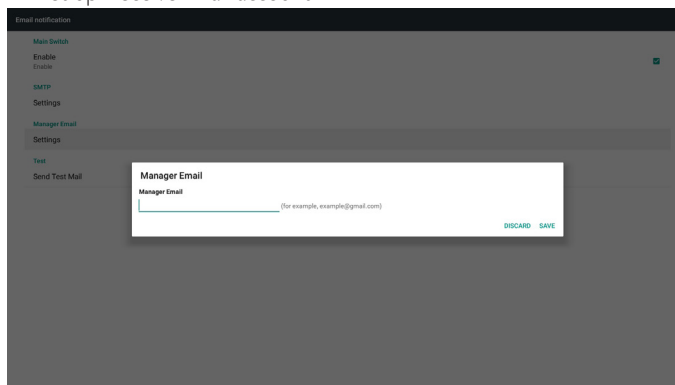 Email notification
Main Switch
Enable
Enable
SMTP
Settings
Manager Email
Settings
Test
Send Test Mail
Manager Email
Manager Email
(for example, example@gmail.com)
DISCARD SAVE